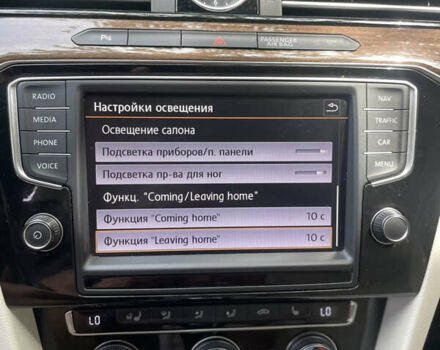 P
PASSENGER
AIR BAG
RADIO
MEDIA
PHONE
VOICE
NAV
TRAFFIC
CAR
MENU
Настройки освещения
Освещение салона
Подсветка приборов/п. панели
Подсветка пр-ва для ног
Функц. "Coming/Leaving home"
Функция "Coming home" 10 с
Функция "Leaving home" 10 с
LO
LO